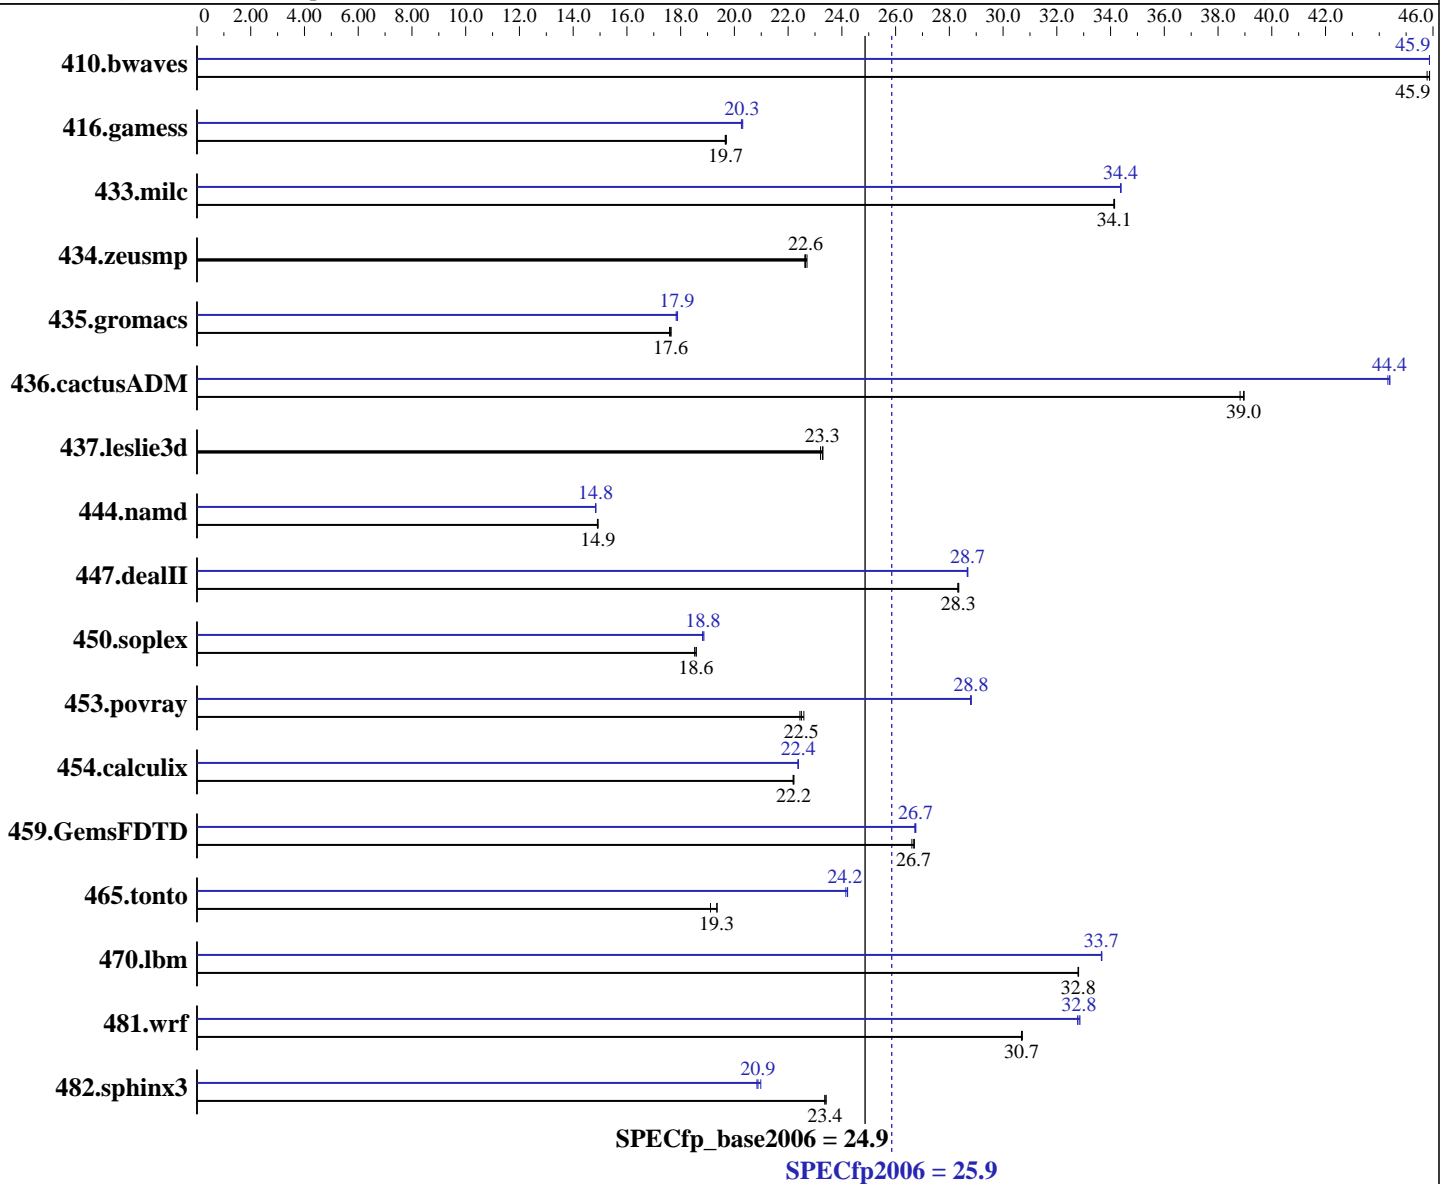 0 2.00 4.00 6.00 8.00 10.0 12.0 14.0 16.0 18.0 20.0 22.0 24.0 26.0 28.0 30.0 32.0 34.0 36.0 38.0 40.0 42.0 46.0
45.9
410.bwaves
45.9
20.3
416.gamess
19.7
34.4
433.milc
34.1
22.6
434.zeusmp
17.9
435.gromacs
17.6
44.4
436.cactusADM
39.0
23.3
437.leslie3d
14.8
444.namd
14.9
28.7
447.dealII
28.3
18.8
450.soplex
18.6
28.8
453.povray
22.5
22.4
454.calculix
22.2
26.7
459.GemsFDTD
26.7
24.2
465.tonto
19.3
33.7
470.lbm
32.8
32.8
481.wrf
30.7
20.9
482.sphinx3
23.4
SPECfp_base2006 = 24.9
SPECfp2006 = 25.9